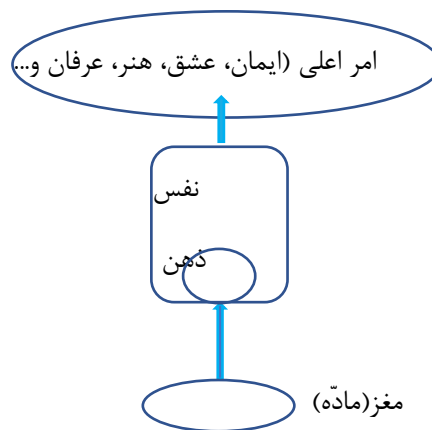 امر اعلی (ایمان، عشق، هنر، عرفان و...
نفس
ذهن
مغز(مادّه)